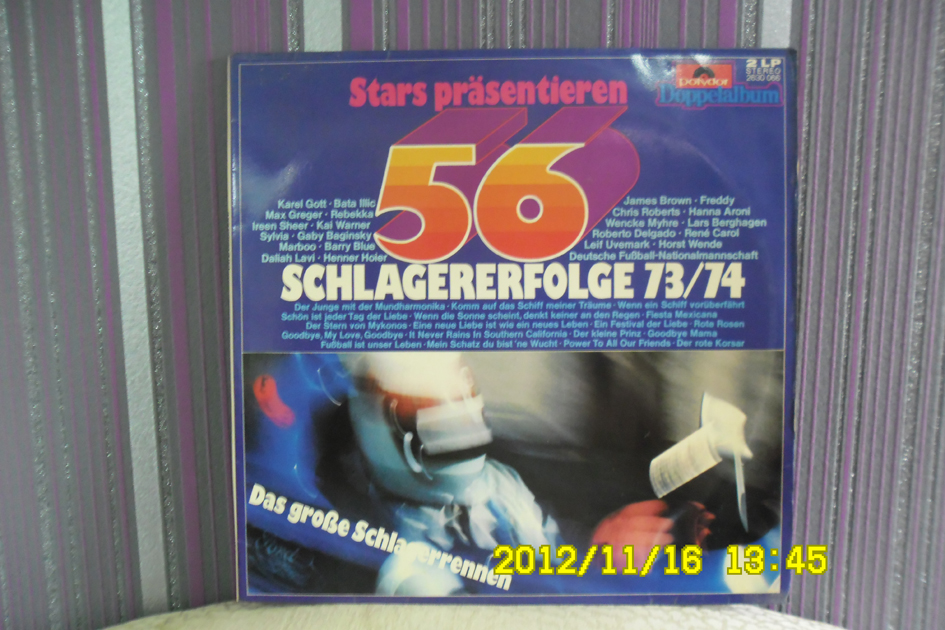 Stars präsentieren
polydor
2 LP
STEREO
2630 066
Doppelalbum
56
Karel Gott · Bata Illic
Max Greger · Rebekka
Ireen Sheer · Kai Warner
Sylvia · Gaby Baginsky
Marboo · Barry Blue
Daliah Lavi · Henner Hoier
James Brown · Freddy
Chris Roberts · Hanna Aroni
Wencke Myhre · Lars Berghagen
Roberto Delgado · René Carol
Leif Uvemark · Horst Wende
Deutsche Fußball-Nationalmannschaft
SCHLAGERERFOLGE 73/74
Der Junge mit der Mundharmonika · Komm auf das Schiff meiner Träume · Wenn ein Schiff vorüberfährt
Schön ist jeder Tag der Liebe · Wenn die Sonne scheint, denkt keiner an den Regen · Fiesta Mexicana
Der Stern von Mykonos · Eine neue Liebe ist wie ein neues Leben · Ein Festival der Liebe · Rote Rosen
Goodbye, My Love, Goodbye · It Never Rains In Southern California · Der kleine Prinz · Goodbye Mama
Fußball ist unser Leben · Mein Schatz du bist 'ne Wucht · Power To All Our Friends · Der rote Korsar
Das große Schlagerrennen
2012/11/16 13:45